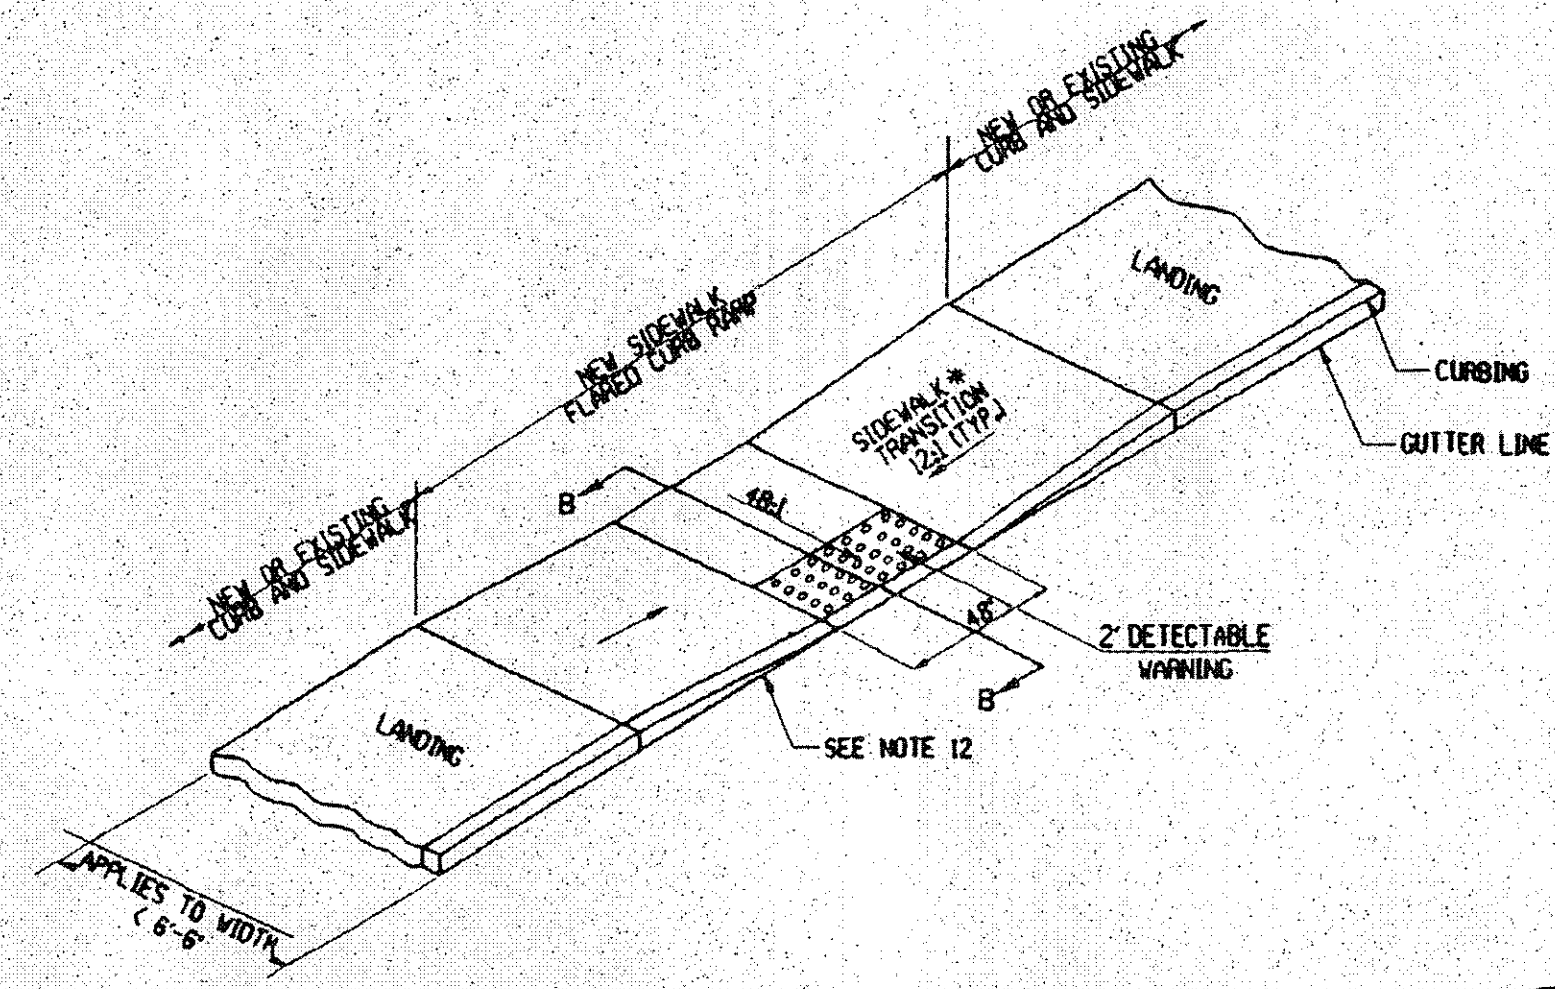 NEW OR EXISTING
CURB AND SIDEWALK
LANDING
NEW SIDEWALK
FLARED CURB RAMP
CURBING
SIDEWALK *
TRANSITION
12:1 (TYP.)
GUTTER LINE
B
48:1
NEW OR EXISTING
CURB AND SIDEWALK
48"
2' DETECTABLE
WARNING
B
LANDING
SEE NOTE 12
APPLIES TO WIDTH
< 6'-6"